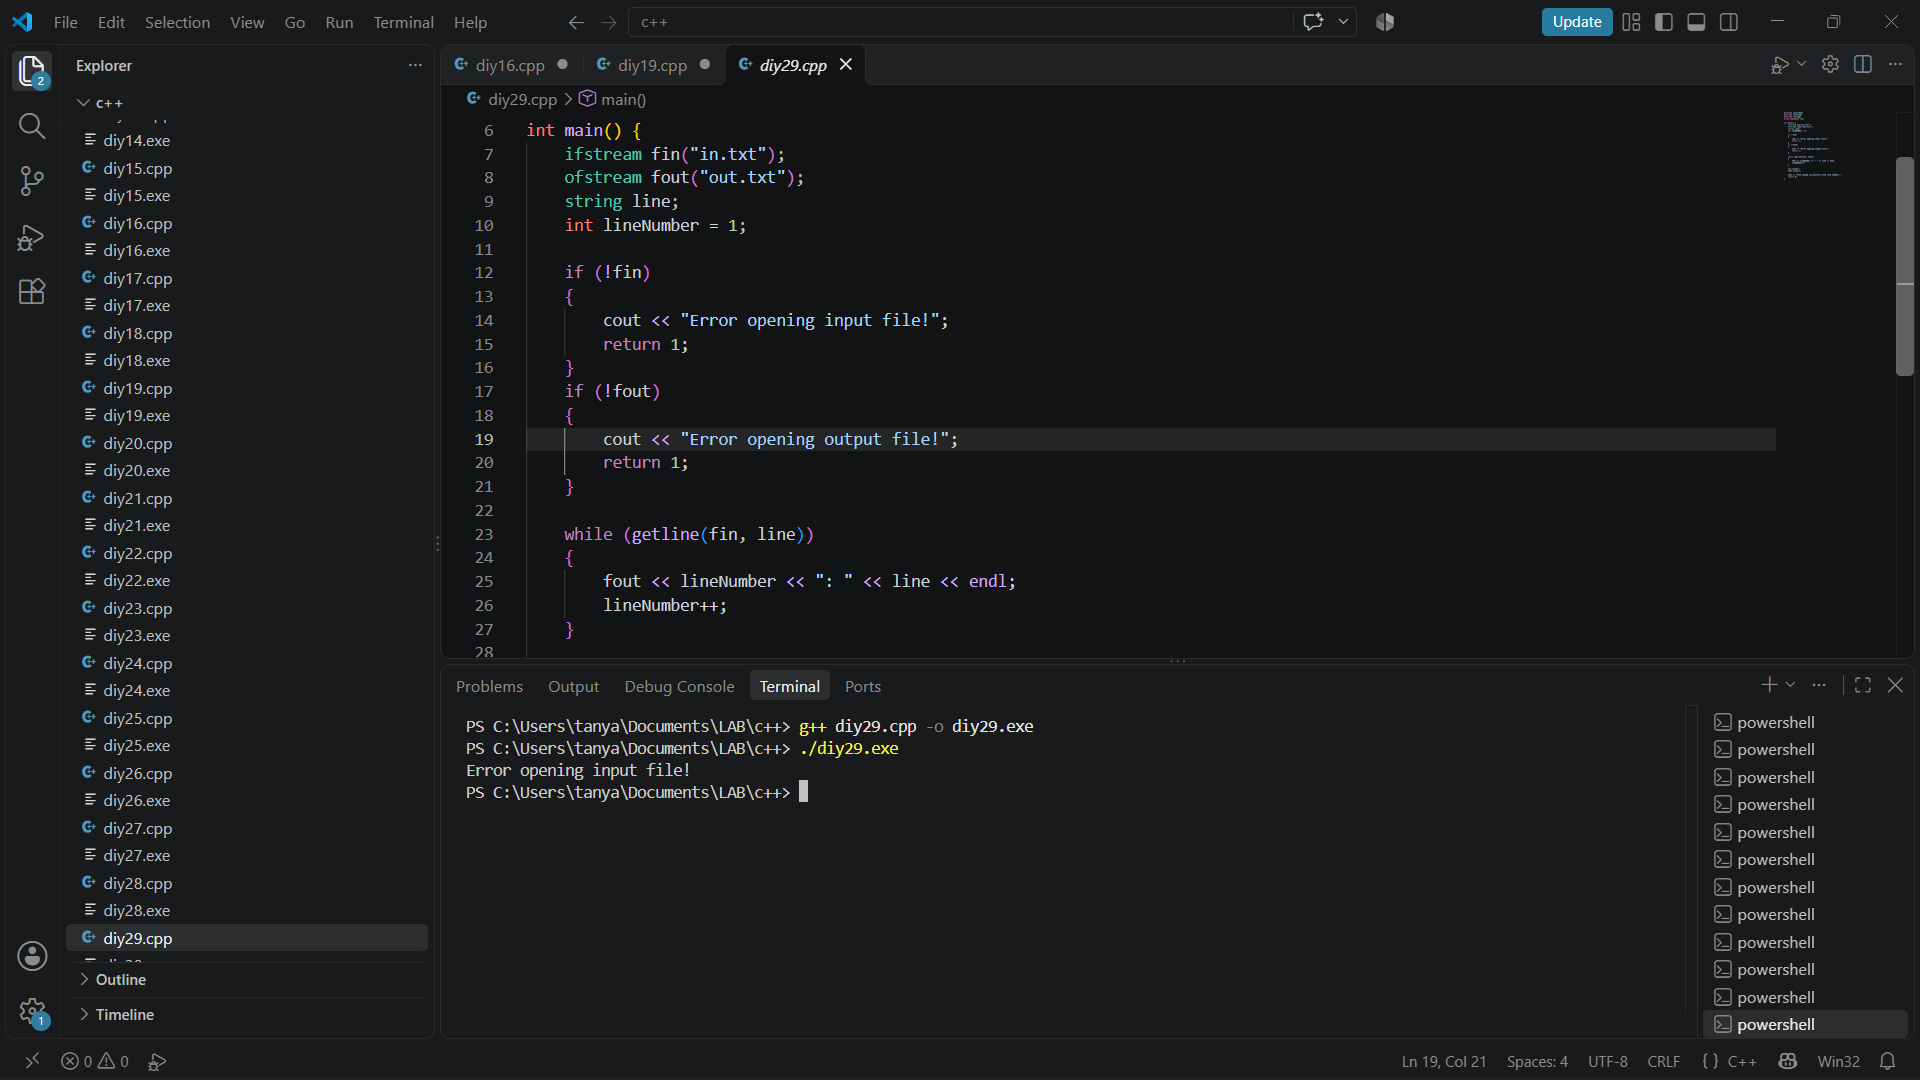 File Edit Selection View Go Run Terminal Help
c++
Update
Explorer
2
diy16.cpp
diy19.cpp
diy29.cpp
c++
diy14.exe
diy15.cpp
diy15.exe
diy16.cpp
diy16.exe
diy17.cpp
diy17.exe
diy18.cpp
diy18.exe
diy19.cpp
diy19.exe
diy20.cpp
diy20.exe
diy21.cpp
diy21.exe
diy22.cpp
diy22.exe
diy23.cpp
diy23.exe
diy24.cpp
diy24.exe
diy25.cpp
diy25.exe
diy26.cpp
diy26.exe
diy27.cpp
diy27.exe
diy28.cpp
diy28.exe
diy29.cpp
Outline
Timeline
1
diy29.cpp > main()
6 int main() {
7 ifstream fin("in.txt");
8 ofstream fout("out.txt");
9 string line;
10 int lineNumber = 1;
11
12 if (!fin)
13 {
14 cout << "Error opening input file!";
15 return 1;
16 }
17 if (!fout)
18 {
19 cout << "Error opening output file!";
20 return 1;
21 }
22
23 while (getline(fin, line))
24 {
25 fout << lineNumber << ": " << line << endl;
26 lineNumber++;
27 }
28
Problems Output Debug Console Terminal Ports
PS C:\Users\tanya\Documents\LAB\c++> g++ diy29.cpp -o diy29.exe
PS C:\Users\tanya\Documents\LAB\c++> ./diy29.exe
Error opening input file!
PS C:\Users\tanya\Documents\LAB\c++>
powershell
powershell
powershell
powershell
powershell
powershell
powershell
powershell
powershell
powershell
powershell
powershell
0 0
Ln 19, Col 21 Spaces: 4 UTF-8 CRLF {} C++ Win32